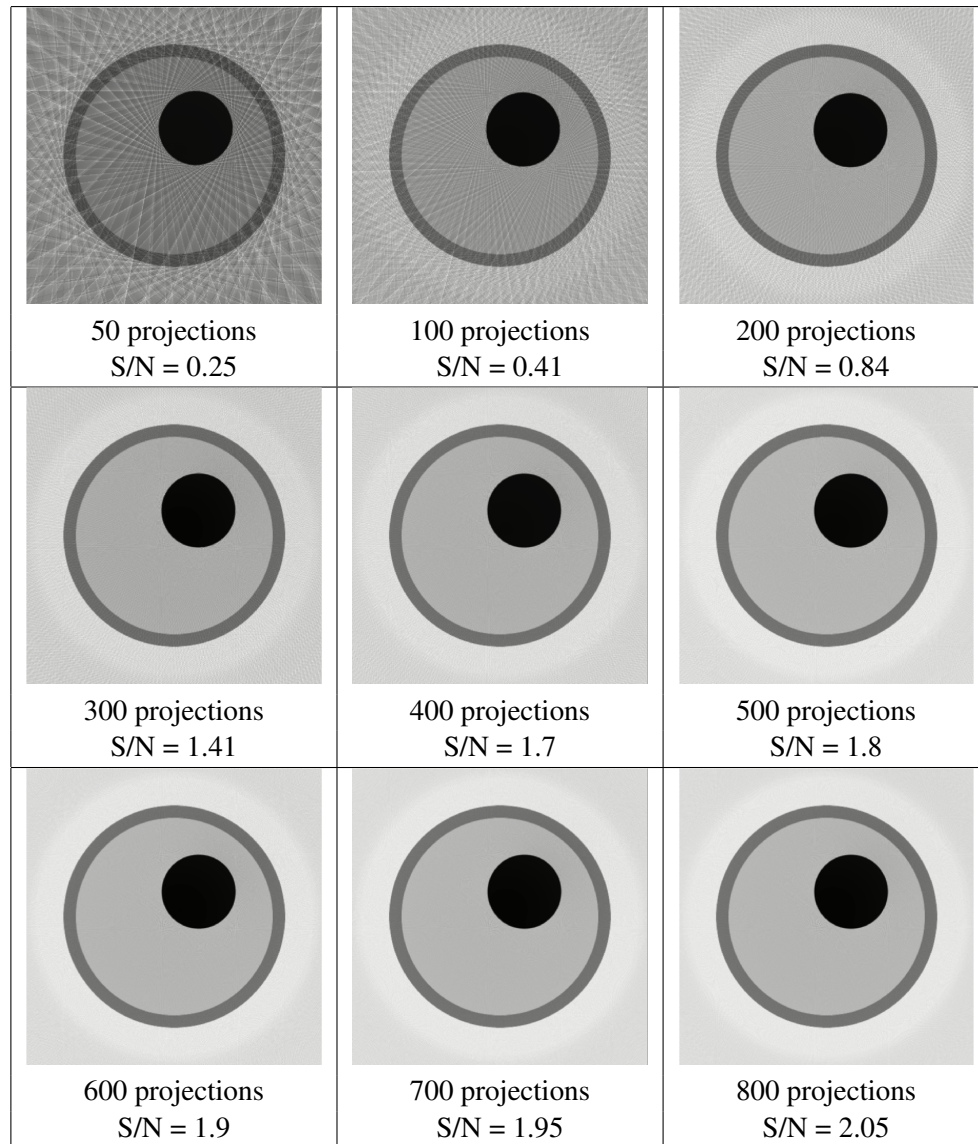 50 projections
S/N = 0.25
100 projections
S/N = 0.41
200 projections
S/N = 0.84
300 projections
S/N = 1.41
400 projections
S/N = 1.7
500 projections
S/N = 1.8
600 projections
S/N = 1.9
700 projections
S/N = 1.95
800 projections
S/N = 2.05